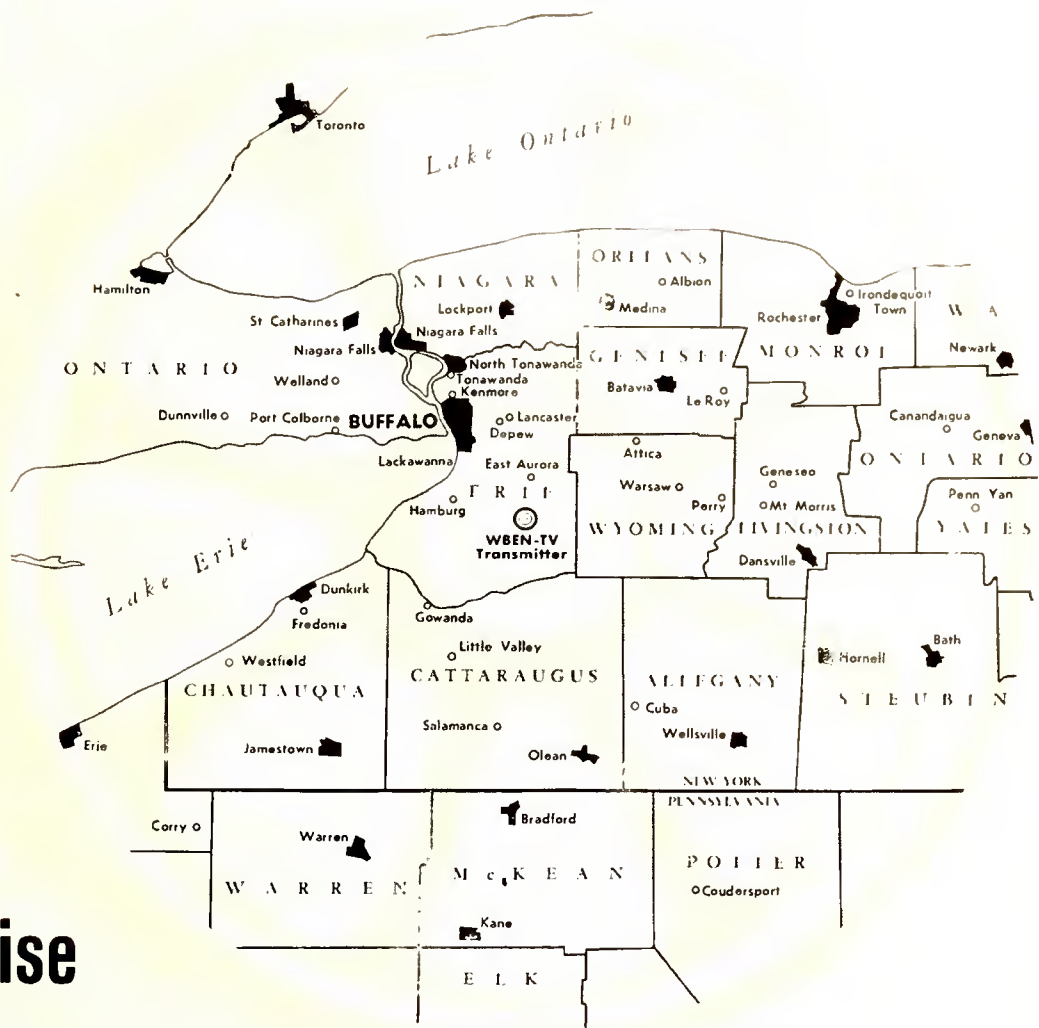 Toronto
Lake Ontario
Hamilton
NIAGARA
ORLEANS
Albion
Lockport
Medina
Irondequoit
Town
Rochester
WA
St Catharines
Niagara Falls
Niagara Falls
ONTARIO
North Tonawanda
Tonawanda
Kenmore
GENESEE
MONROE
Newark
Welland
Batavia
Le Roy
Dunnville
Port Colborne
BUFFALO
Lancaster
Depew
Canandaigua
Geneva
Lackawanna
Attica
ONTARIO
East Aurora
ERIE
Hamburg
Warsaw
Perry
Geneseo
Mt Morris
Penn Yan
WBEN-TV
Transmitter
WYOMING
LIVINGSTON
YATES
Dansville
Lake Erie
Dunkirk
Fredonia
Gowanda
Westfield
Little Valley
Hornell
Bath
CHAUTAUQUA
CATTARAUGUS
ALLEGANY
STEUBEN
Cuba
Salamanca
Wellsville
Erie
Jamestown
Olean
NEW YORK
PENNSYLVANIA
Corry
Warren
Bradford
WARREN
McKEAN
POTTER
Coudersport
Kane
ise
ELK